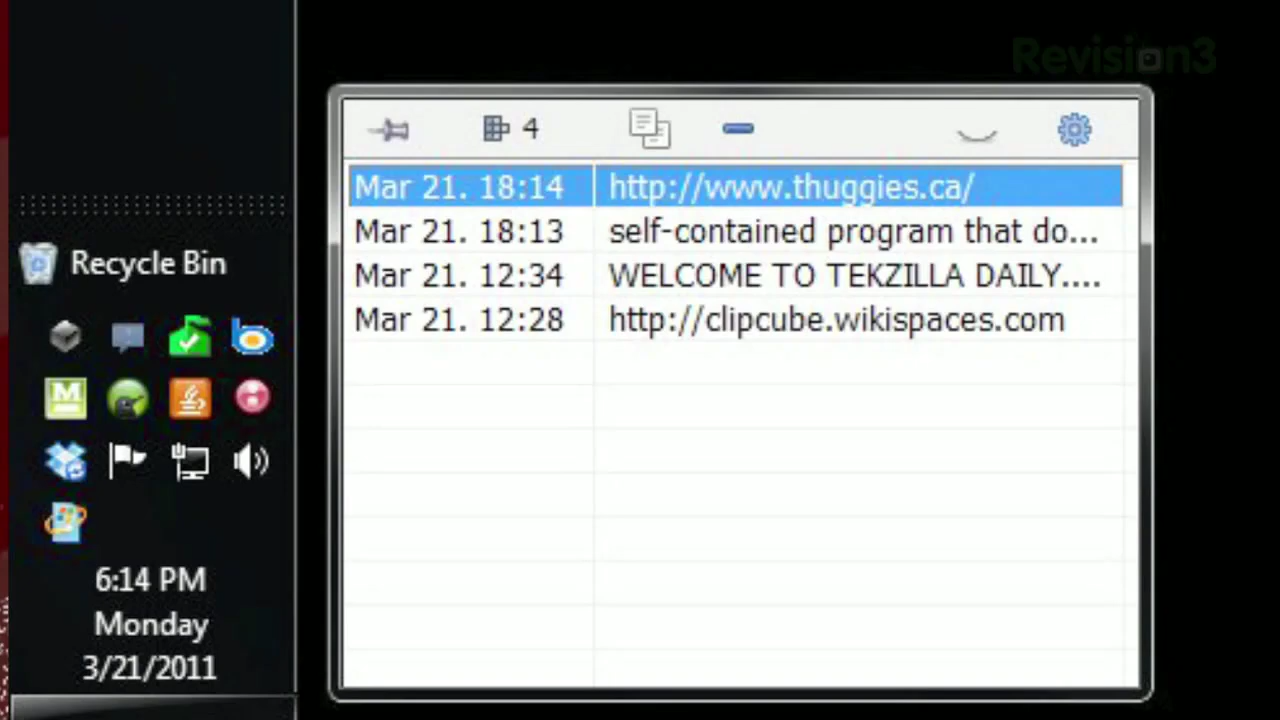 Revision3
4
Mar 21. 18:14 http://www.thuggies.ca/
Mar 21. 18:13 self-contained program that do...
Mar 21. 12:34 WELCOME TO TEKZILLA DAILY....
Mar 21. 12:28 http://clipcube.wikispaces.com
Recycle Bin
M
6:14 PM
Monday
3/21/2011